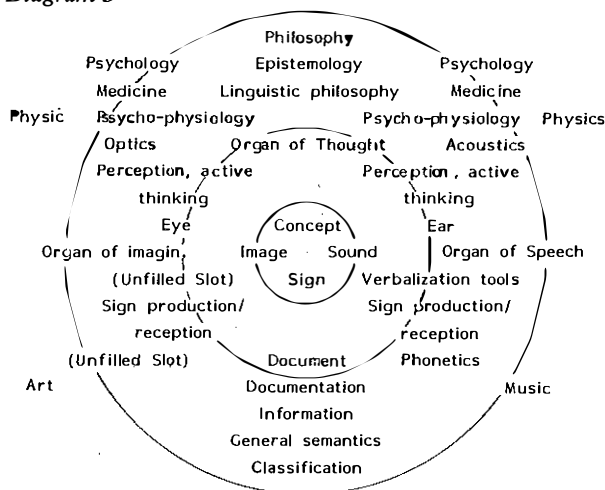 Diagram 3
Philosophy
Psychology Epistemology Psychology
Medicine Linguistic philosophy Medicine
Physic Psycho-physiology Psycho-physiology Physics
Optics Organ of Thought Acoustics
Perception, active Perception, active
thinking thinking
Eye Concept Ear
Organ of imagin. Image Sound Organ of Speech
(Unfilled Slot) Sign Verbalization tools
Sign production/ Sign production/
reception reception
(Unfilled Slot) Document Phonetics
Art Documentation Music
Information
General semantics
Classification